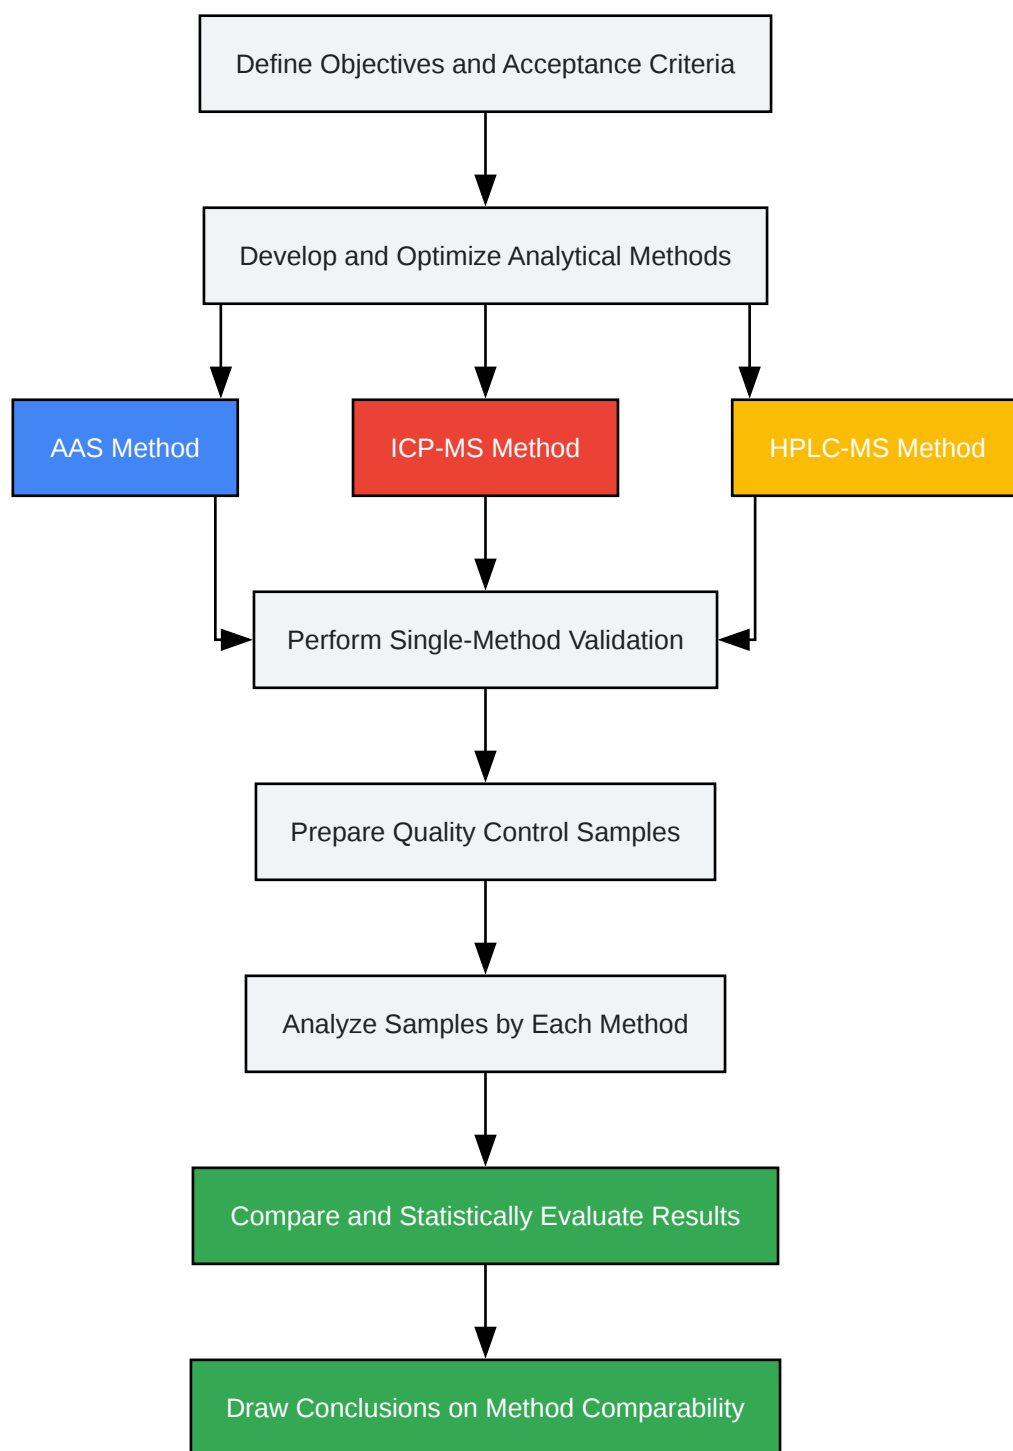 Define Objectives and Acceptance Criteria
Develop and Optimize Analytical Methods
AAS Method
ICP-MS Method
HPLC-MS Method
Perform Single-Method Validation
Prepare Quality Control Samples
Analyze Samples by Each Method
Compare and Statistically Evaluate Results
Draw Conclusions on Method Comparability